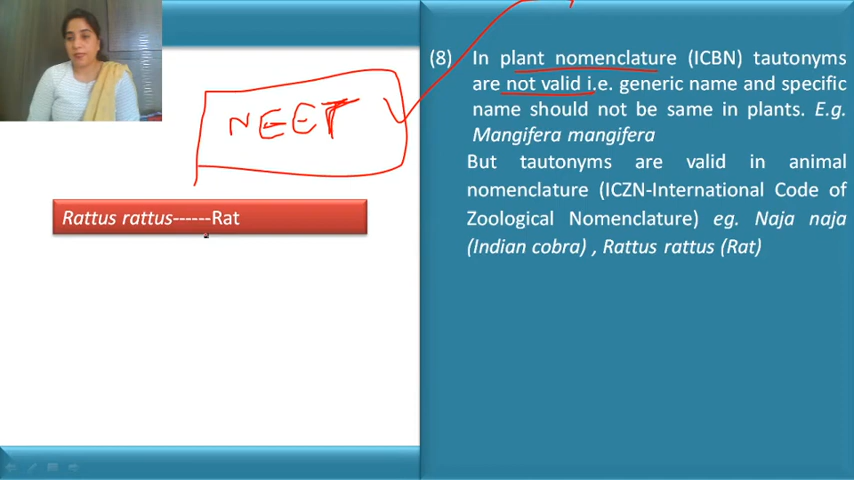 NEET
Rattus rattus------Rat
(8) In plant nomenclature (ICBN) tautonyms
are not valid i.e. generic name and specific
name should not be same in plants. E.g.
Mangifera mangifera
But tautonyms are valid in animal
nomenclature (ICZN-International Code of
Zoological Nomenclature) eg. Naja naja
(Indian cobra) , Rattus rattus (Rat)